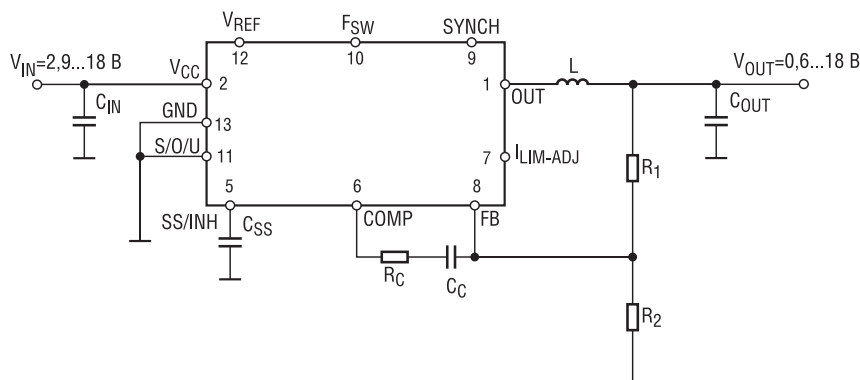 V_REF
F_SW
SYNCH
12
10
9
V_IN=2,9...18 В
V_CC
2
1
OUT
L
V_OUT=0,6...18 В
C_IN
GND
13
C_OUT
S/O/U
11
7
I_LIM-ADJ
R_1
5
6
8
SS/INH
C_SS
COMP
FB
R_C
C_C
R_2